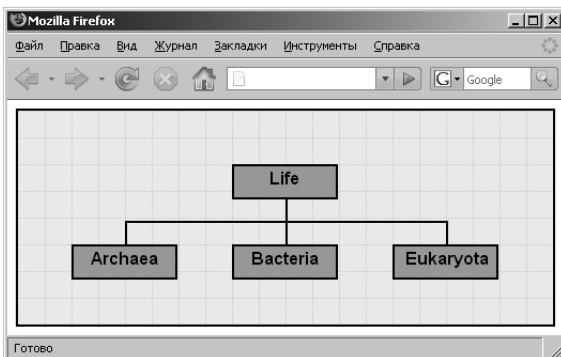 Mozilla Firefox
Файл Правка Вид Журнал Закладки Инструменты Справка
G Google
Life
Archaea Bacteria Eukaryota
Готово